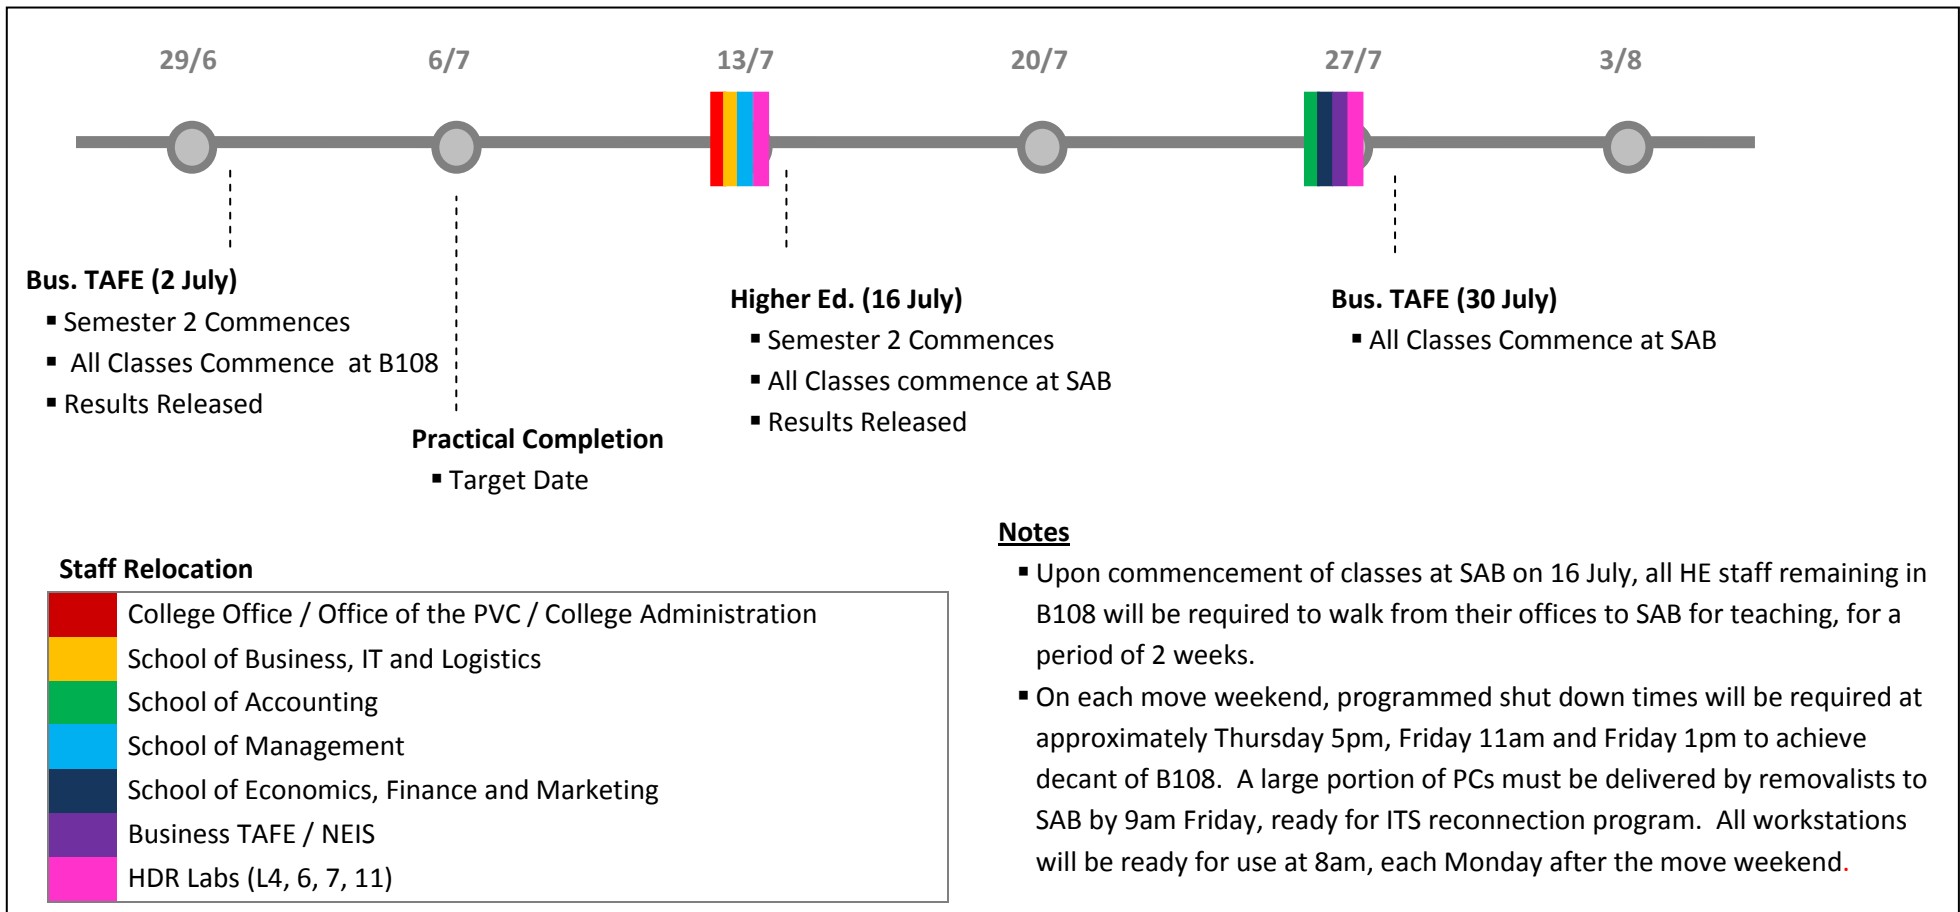 29/6
6/7
13/7
20/7
27/7
3/8
Bus. TAFE (2 July)
▪ Semester 2 Commences
▪ All Classes Commence at B108
▪ Results Released
Practical Completion
▪ Target Date
Higher Ed. (16 July)
▪ Semester 2 Commences
▪ All Classes commence at SAB
▪ Results Released
Bus. TAFE (30 July)
▪ All Classes Commence at SAB
Staff Relocation
College Office / Office of the PVC / College Administration
School of Business, IT and Logistics
School of Accounting
School of Management
School of Economics, Finance and Marketing
Business TAFE / NEIS
HDR Labs (L4, 6, 7, 11)
Notes
▪ Upon commencement of classes at SAB on 16 July, all HE staff remaining in
B108 will be required to walk from their offices to SAB for teaching, for a
period of 2 weeks.
▪ On each move weekend, programmed shut down times will be required at
approximately Thursday 5pm, Friday 11am and Friday 1pm to achieve
decant of B108. A large portion of PCs must be delivered by removalists to
SAB by 9am Friday, ready for ITS reconnection program. All workstations
will be ready for use at 8am, each Monday after the move weekend.